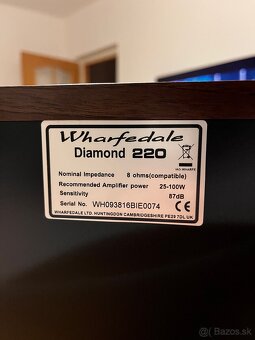 Wharfedale
Diamond 220
Nominal Impedance 8 ohms(compatible)
Recommended Amplifier power 25-100W
Sensitivity 87dB
Serial No. WH093816BIE0074
WHARFEDALE LTD. HUNTINGDON CAMBRIDGESHIRE PE29 7DL UK
bazos.sk